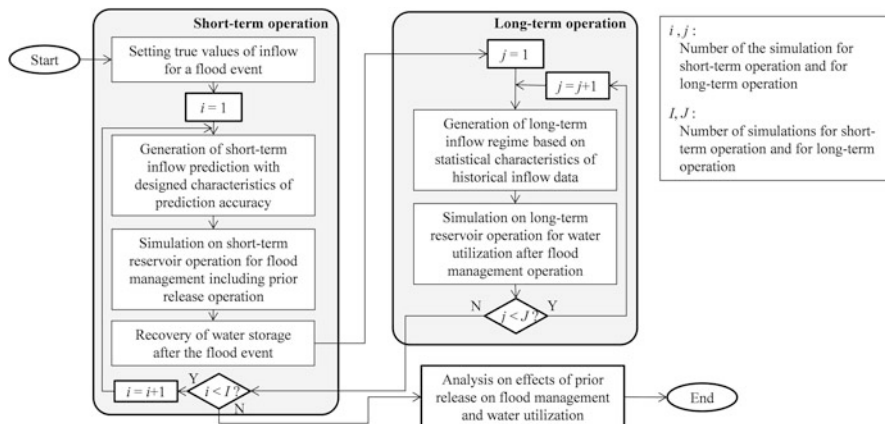 Short-term operation
Start
Setting true values of inflow
for a flood event
i = 1
Generation of short-term
inflow prediction with
designed characteristics of
prediction accuracy
Simulation on short-term
reservoir operation for flood
management including prior
release operation
Recovery of water storage
after the flood event
Y
i = i+1
i < I ?
N
Long-term operation
j = 1
j = j+1
Generation of long-term
inflow regime based on
statistical characteristics of
historical inflow data
Simulation on long-term
reservoir operation for water
utilization after flood
management operation
N
Y
j < J ?
Analysis on effects of prior
release on flood management
and water utilization
End
i , j :
Number of the simulation for
short-term operation and for
long-term operation
I, J :
Number of simulations for short-
term operation and for long-term
operation